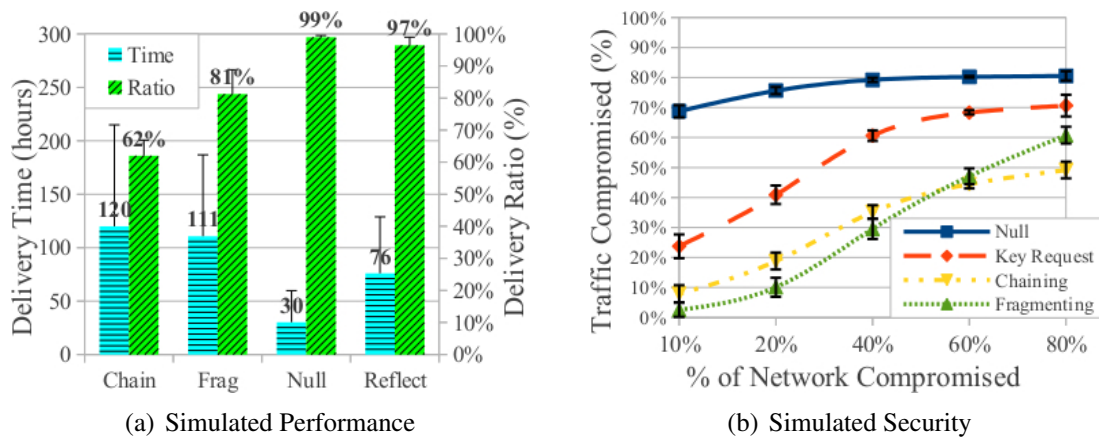 300
250
200
150
100
50
0
Delivery Time (hours)
Time
Ratio
120
62%
111
81%
30
99%
76
97%
100%
90%
80%
70%
60%
50%
40%
30%
20%
10%
0%
Delivery Ratio (%)
Chain Frag Null Reflect
(a) Simulated Performance
100%
90%
80%
70%
60%
50%
40%
30%
20%
10%
0%
Traffic Compromised (%)
Null
Key Request
Chaining
Fragmenting
10% 20% 40% 60% 80%
% of Network Compromised
(b) Simulated Security